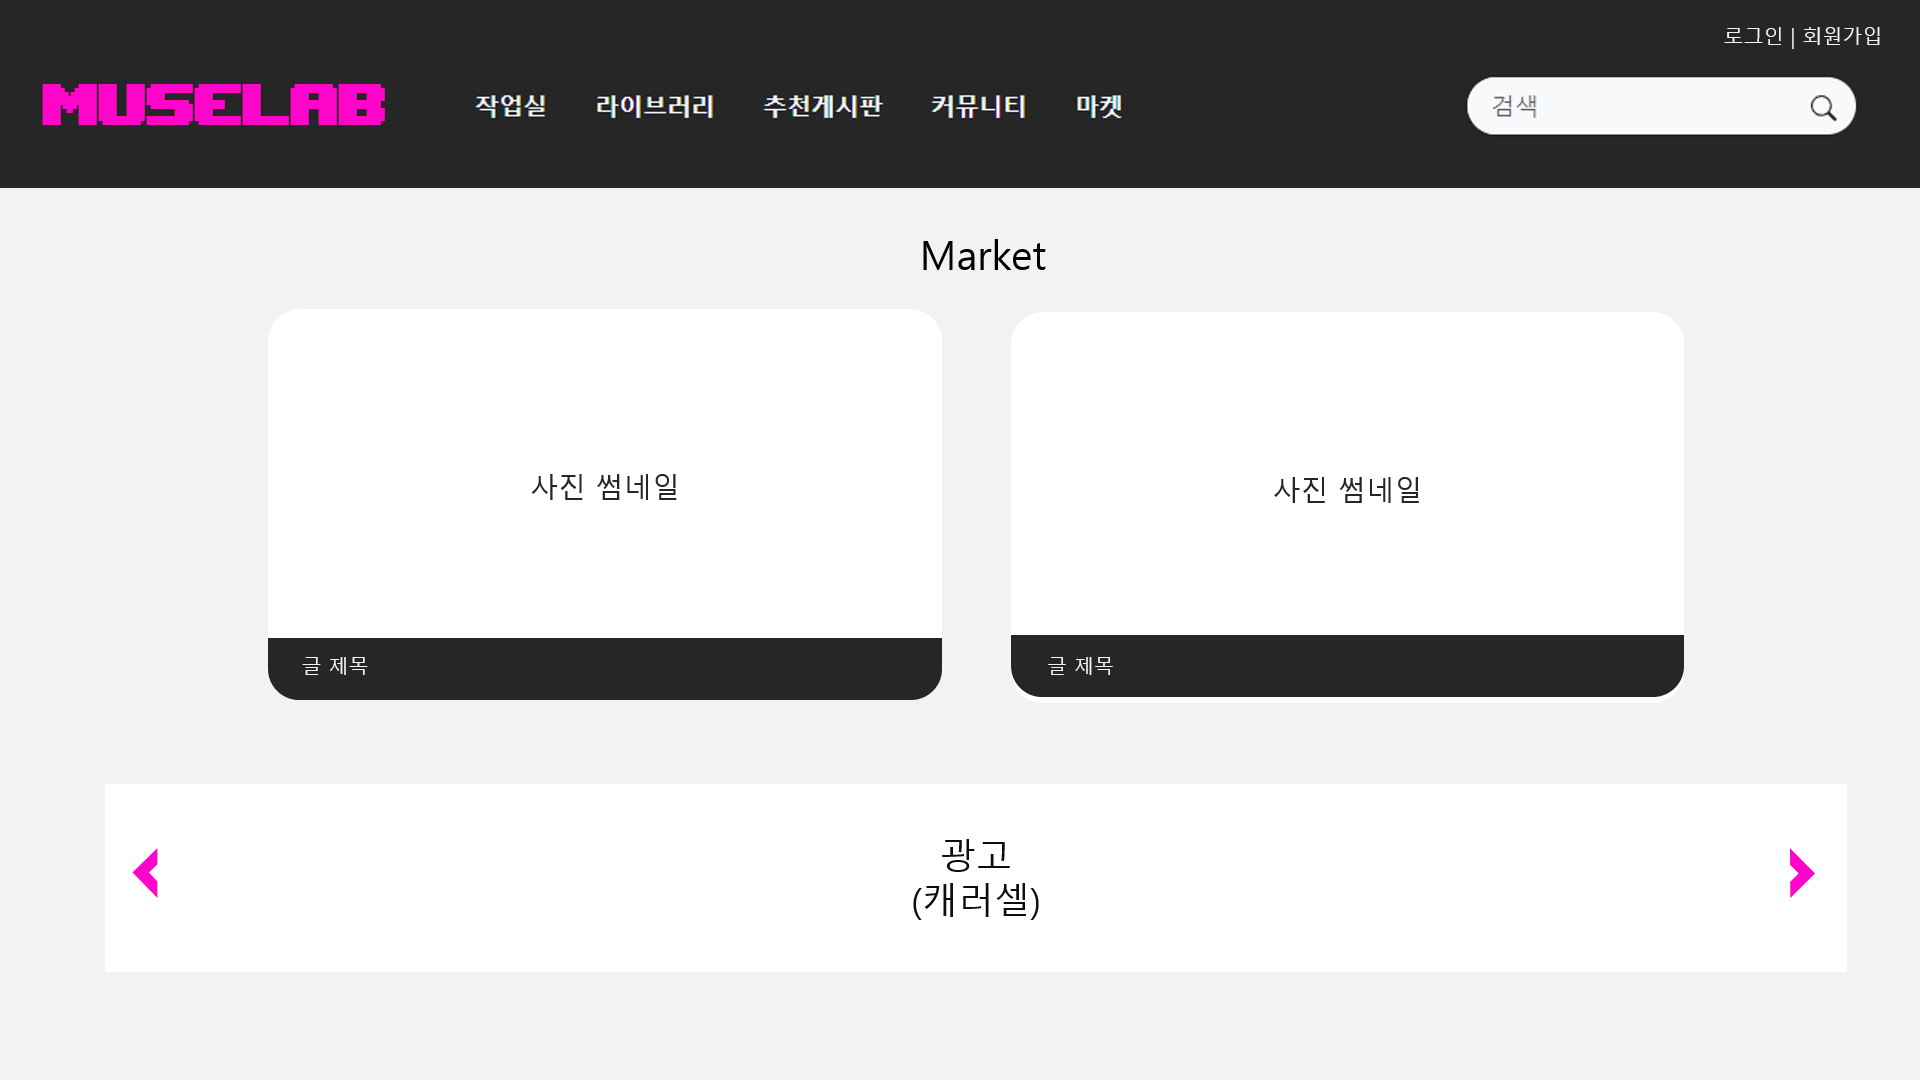 로그인 | 회원가입
MUSELAB 작업실 라이브러리 추천게시판 커뮤니티 마켓 검색
Market
사진 썸네일 사진 썸네일
글 제목 글 제목
광고
(캐러셀)